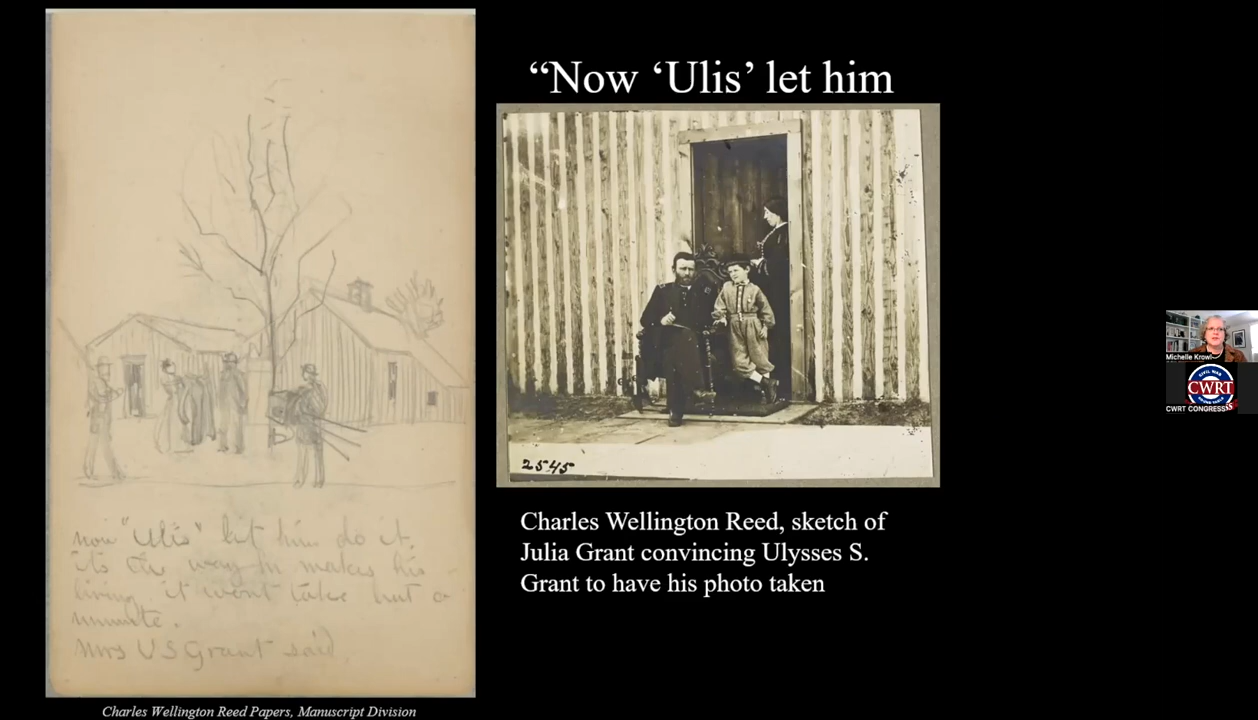 “Now ‘Ulis’ let him
now "Ulis" let him do it.
its the way he makes his
living it wont take but a
minute.
Mrs U S Grant said
Charles Wellington Reed Papers, Manuscript Division
2545
Charles Wellington Reed, sketch of
Julia Grant convincing Ulysses S.
Grant to have his photo taken
Michelle Krowl
CIVIL WAR
CWRT
CWRT CONGRESS